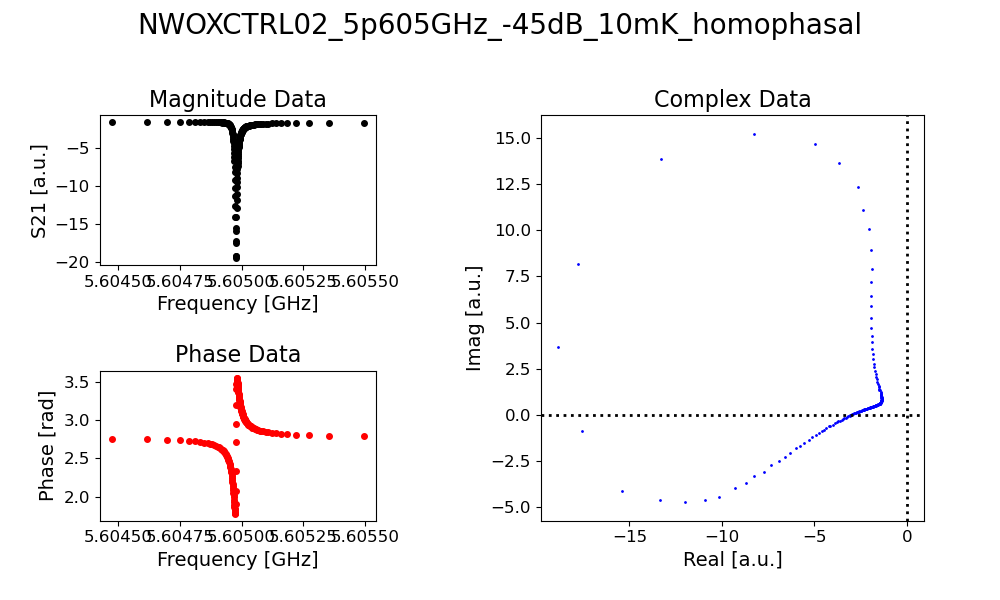 NWOXCTRL02_5p605GHz_-45dB_10mK_homophasal
Magnitude Data
S21 [a.u.]
−5
−10
−15
−20
5.60450 5.60475 5.60500 5.60525 5.60550
Frequency [GHz]
Phase Data
Phase [rad]
3.5
3.0
2.5
2.0
5.60450 5.60475 5.60500 5.60525 5.60550
Frequency [GHz]
Complex Data
Imag [a.u.]
15.0
12.5
10.0
7.5
5.0
2.5
0.0
−2.5
−5.0
−15 −10 −5 0
Real [a.u.]